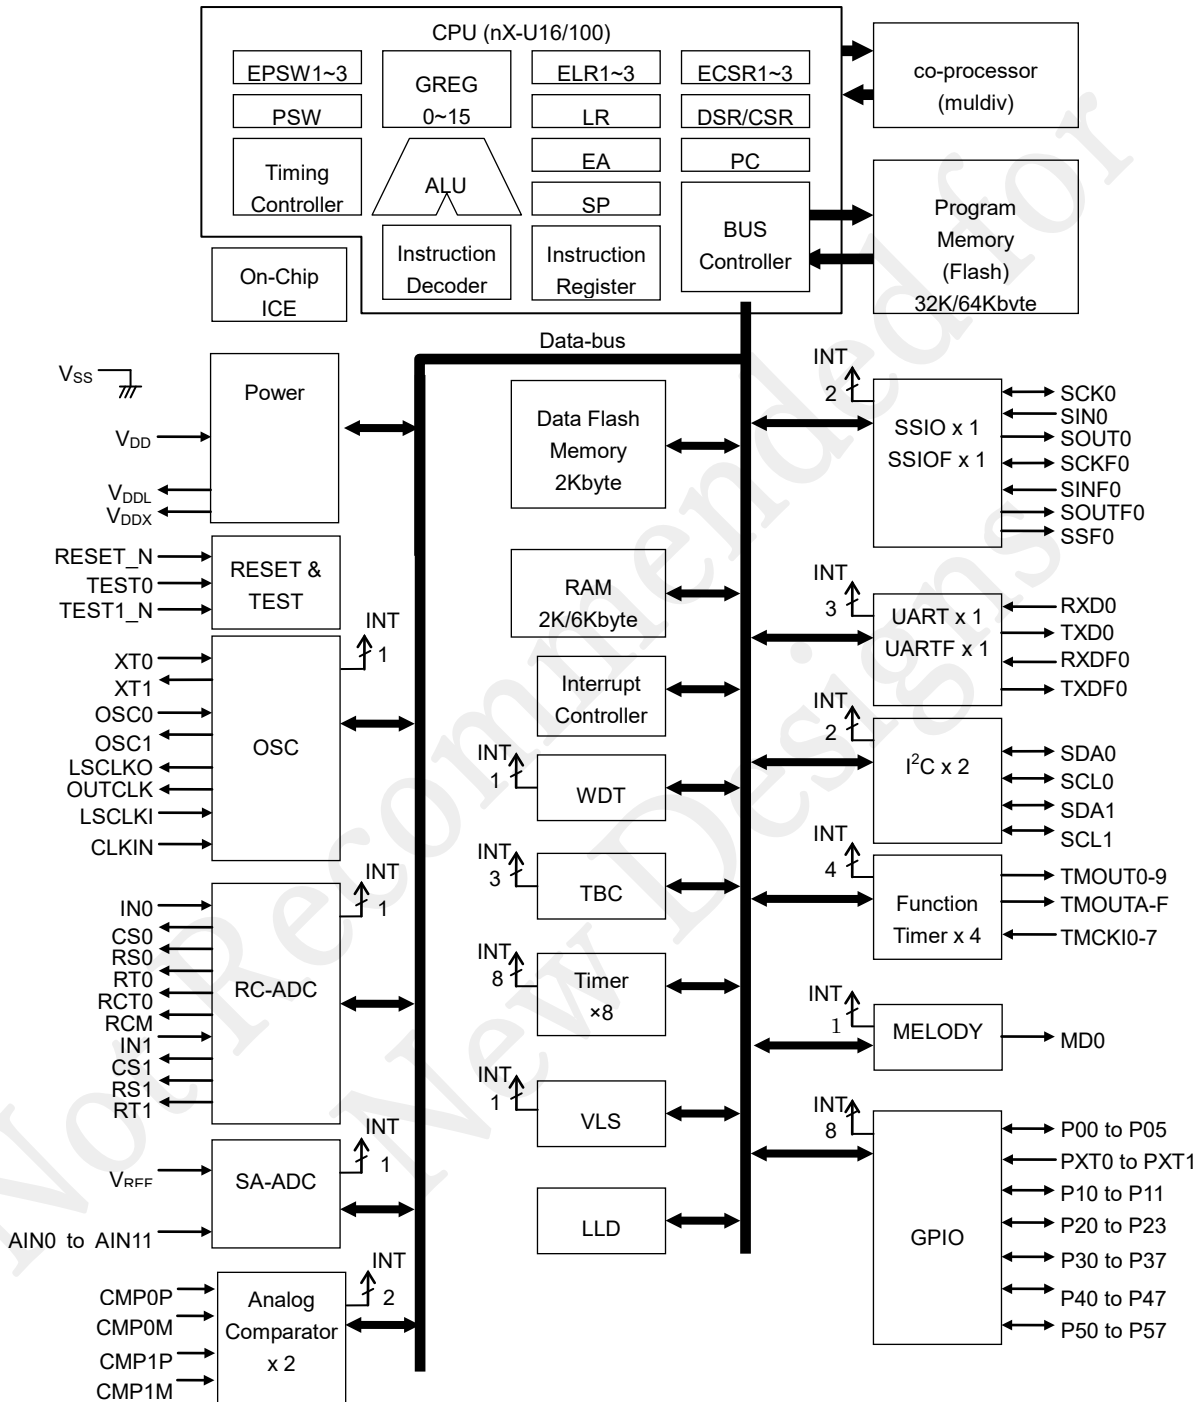 CPU (nX-U16/100)
EPSW1~3
PSW
Timing
Controller
GREG
0~15
ALU
Instruction
Decoder
ELR1~3
LR
EA
SP
Instruction
Register
ECSR1~3
DSR/CSR
PC
BUS
Controller
co-processor
(muldiv)
Program
Memory
(Flash)
32K/64Kbyte
On-Chip
ICE
Data-bus
VSS
VDD
VDDL
VDDX
Power
RESET_N
TEST0
TEST1_N
RESET &
TEST
XT0
XT1
OSC0
OSC1
LSCLKO
OUTCLK
LSCLKI
CLKIN
OSC
INT
1
IN0
CS0
RS0
RT0
RCT0
RCM
IN1
CS1
RS1
RT1
RC-ADC
INT
1
VREF
AIN0 to AIN11
SA-ADC
INT
1
CMP0P
CMP0M
CMP1P
CMP1M
Analog
Comparator
x 2
INT
2
Data Flash
Memory
2Kbyte
RAM
2K/6Kbyte
Interrupt
Controller
INT
1
WDT
INT
3
TBC
INT
8
Timer
×8
INT
1
VLS
LLD
INT
2
SSIO x 1
SSIOF x 1
SCK0
SIN0
SOUT0
SCKF0
SINF0
SOUTF0
SSF0
INT
3
UART x 1
UARTF x 1
RXD0
TXD0
RXDF0
TXDF0
INT
2
I2C x 2
SDA0
SCL0
SDA1
SCL1
INT
4
Function
Timer x 4
TMOUT0-9
TMOUTA-F
TMCKI0-7
INT
1
MELODY
MD0
INT
8
GPIO
P00 to P05
PXT0 to PXT1
P10 to P11
P20 to P23
P30 to P37
P40 to P47
P50 to P57
Not Recommended for
New Designs